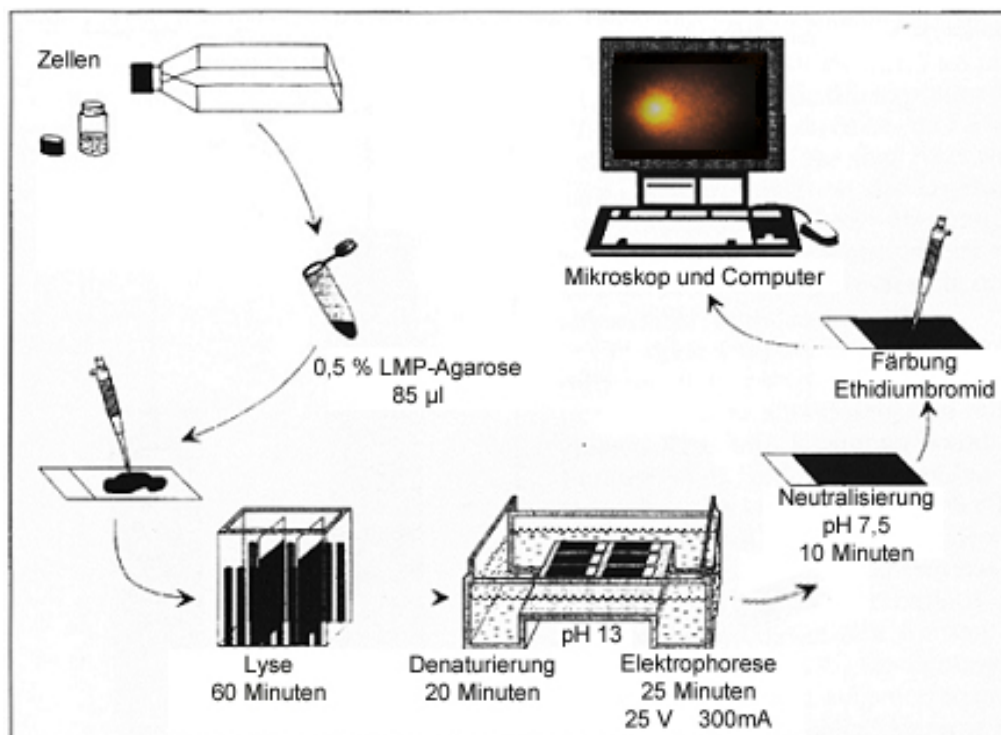 Zellen
0,5 % LMP-Agarose
85 µl
Lyse
60 Minuten
Denaturierung
20 Minuten
pH 13
Elektrophorese
25 Minuten
25 V 300mA
Neutralisierung
pH 7,5
10 Minuten
Färbung
Ethidiumbromid
Mikroskop und Computer